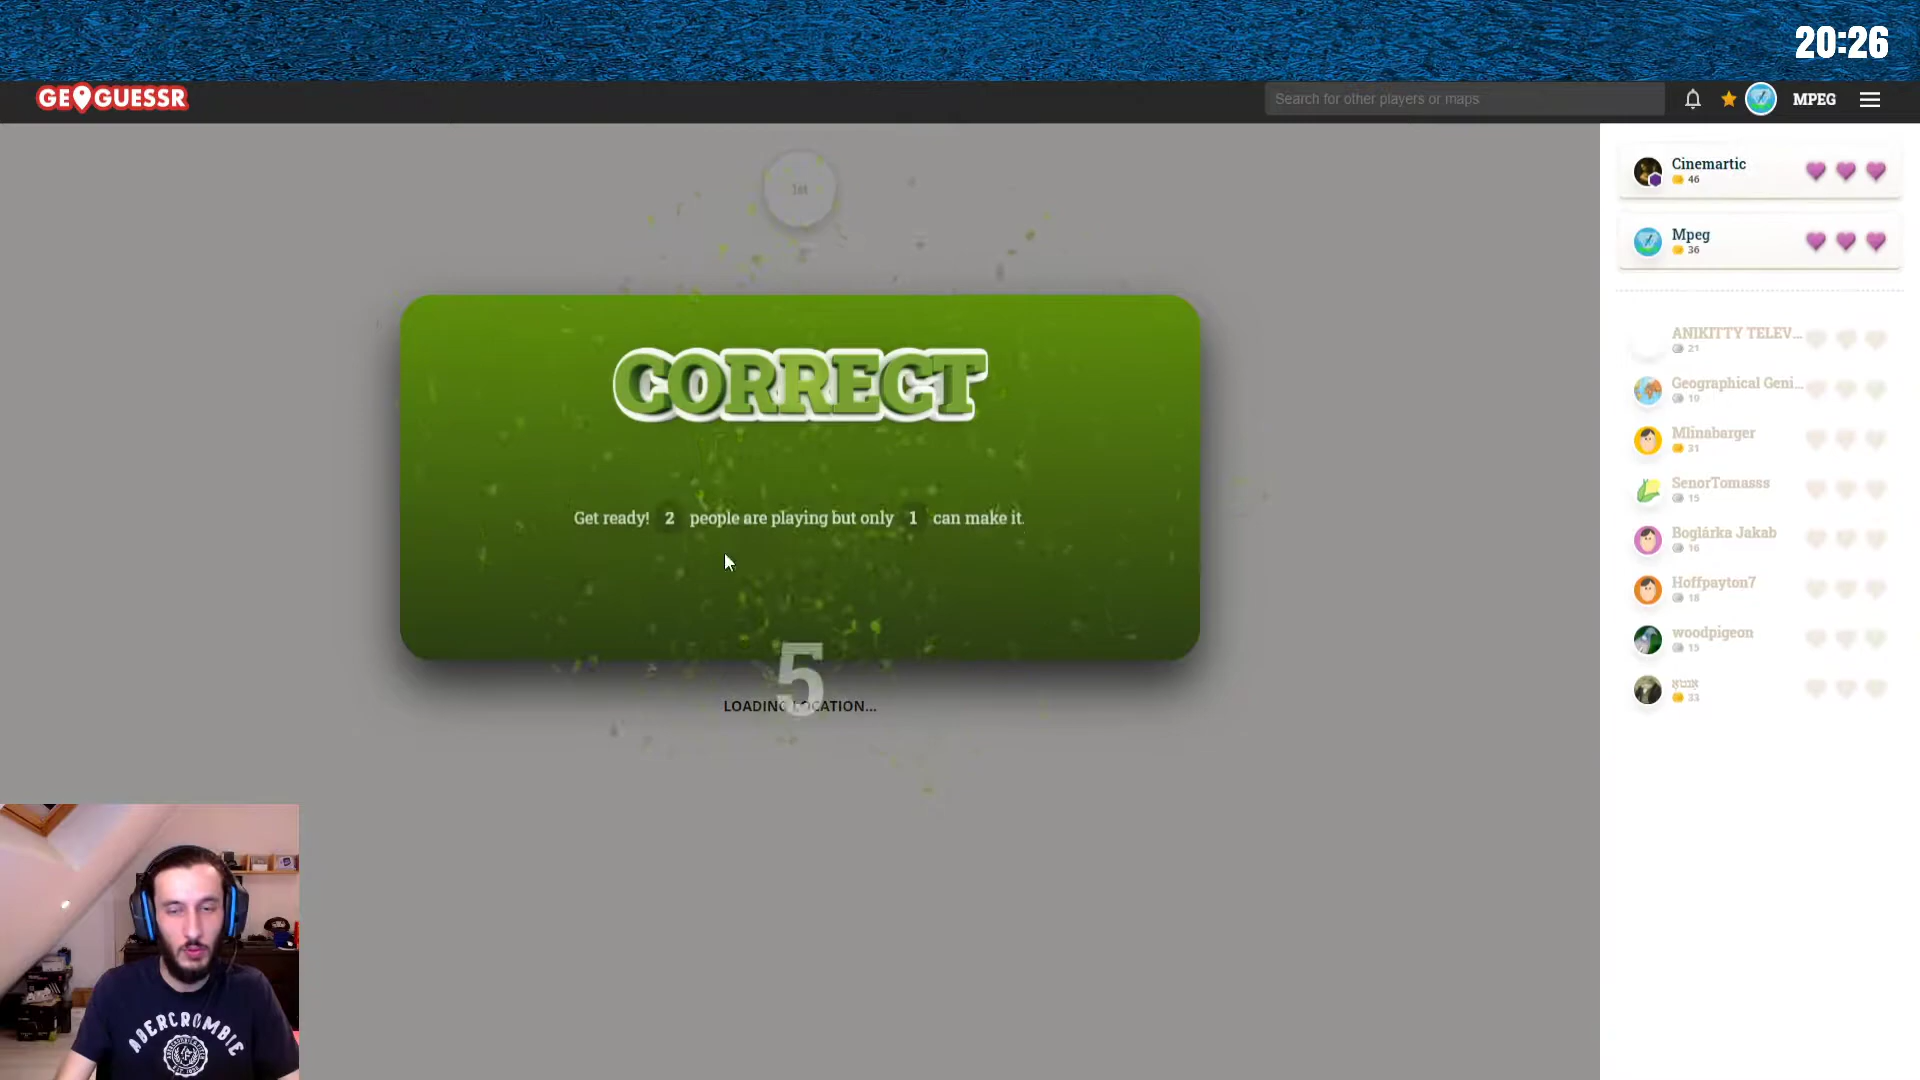 20:26
GEOGUESSR
Search for other players or maps
MPEG
1st
Cinemartic
46
Mpeg
36
CORRECT
Get ready! 2 people are playing but only 1 can make it.
5
LOADING LOCATION...
ANIKITTY TELEV...
21
Geographical Geni...
19
Mlinabarger
31
SenorTomasss
15
Boglárka Jakab
16
Hoffpayton7
18
woodpigeon
15
33
ABERCROMBIE